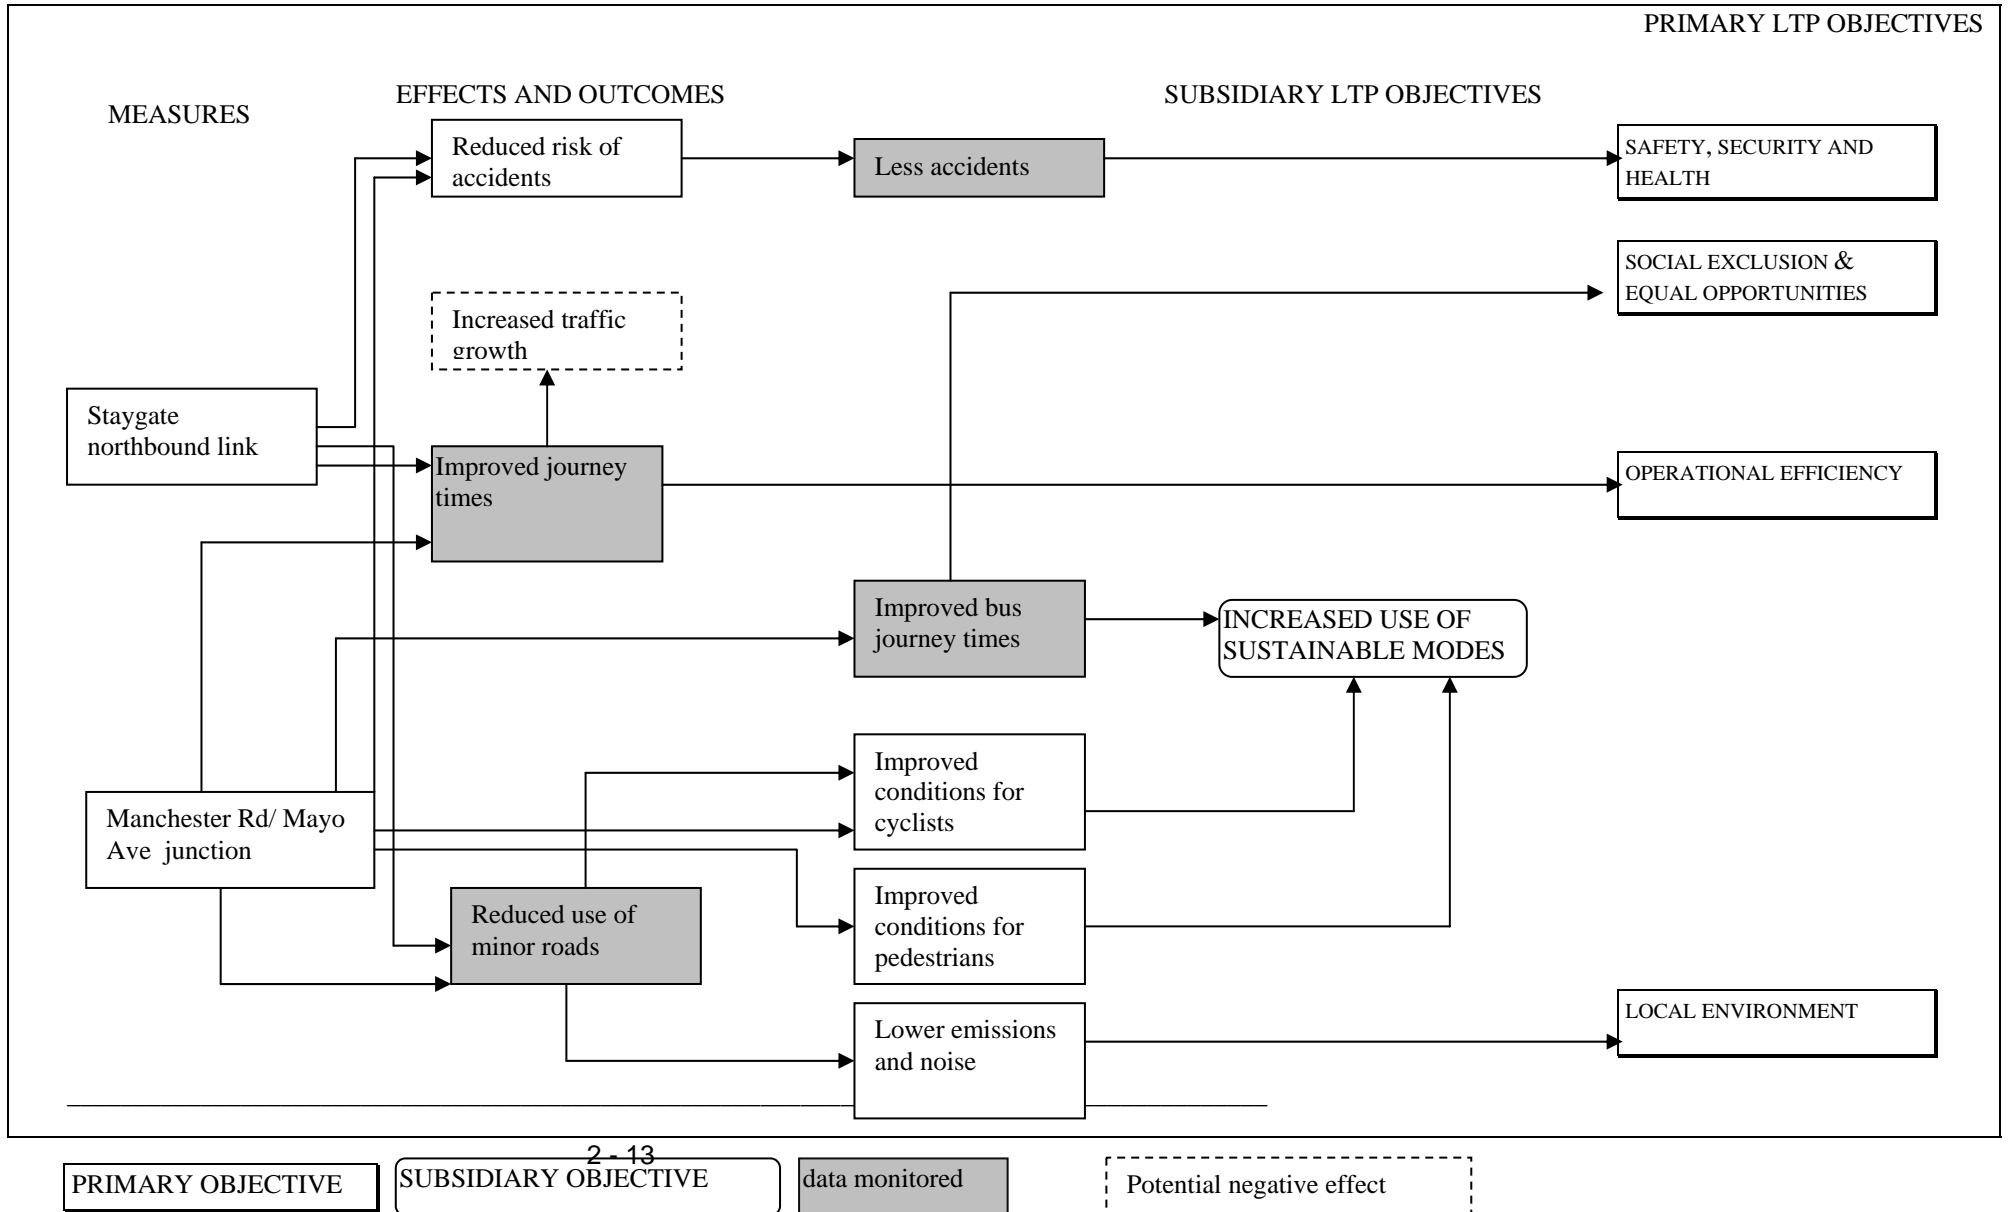 PRIMARY LTP OBJECTIVES
MEASURES
EFFECTS AND OUTCOMES
SUBSIDIARY LTP OBJECTIVES
Reduced risk of
accidents
Less accidents
SAFETY, SECURITY AND
HEALTH
SOCIAL EXCLUSION &
EQUAL OPPORTUNITIES
Increased traffic
growth
Staygate
northbound link
Improved journey
times
OPERATIONAL EFFICIENCY
Improved bus
journey times
INCREASED USE OF
SUSTAINABLE MODES
Improved
conditions for
cyclists
Manchester Rd/ Mayo
Ave junction
Improved
conditions for
pedestrians
Reduced use of
minor roads
Lower emissions
and noise
LOCAL ENVIRONMENT
2 - 13
PRIMARY OBJECTIVE
SUBSIDIARY OBJECTIVE
data monitored
Potential negative effect